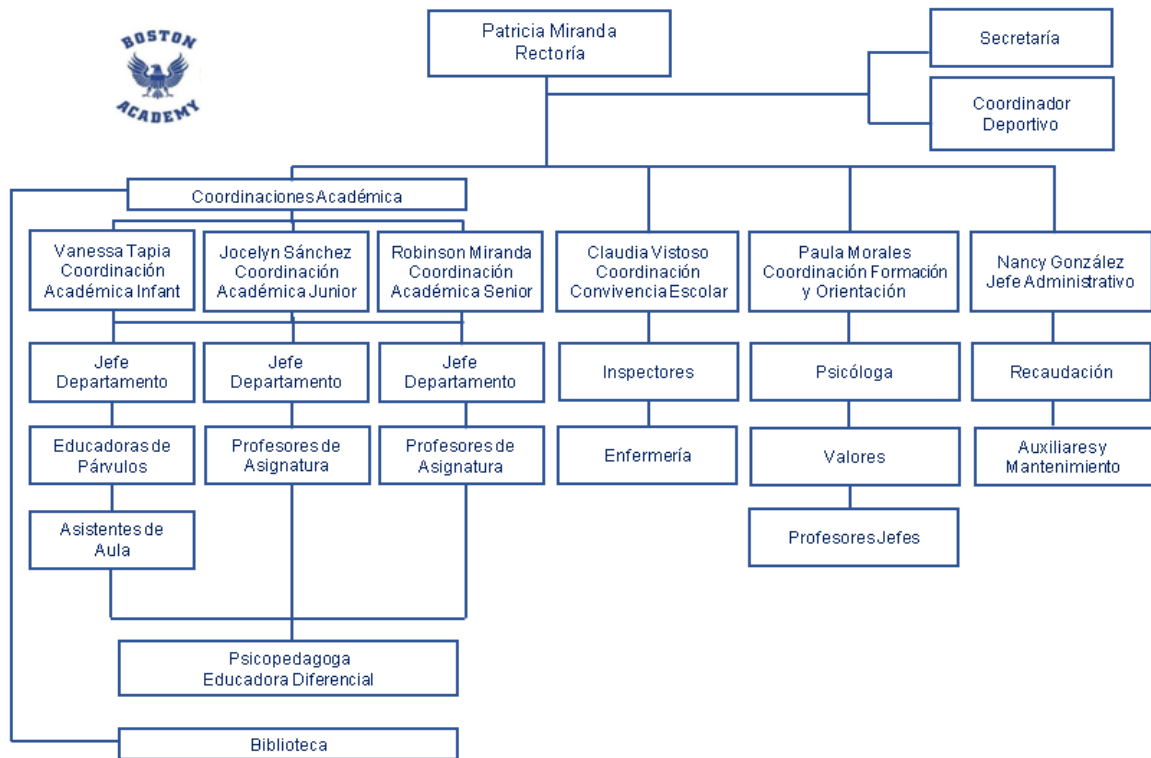 BOSTON
ACADEMY
Patricia Miranda
Rectoría
Secretaría
Coordinador
Deportivo
Coordinaciones Académica
Vanessa Tapia
Coordinación
Académica Infant
Jocelyn Sánchez
Coordinación
Académica Junior
Robinson Miranda
Coordinación
Académica Senior
Claudia Vistoso
Coordinación
Convivencia Escolar
Paula Morales
Coordinación Formación
y Orientación
Nancy González
Jefe Administrativo
Jefe
Departamento
Jefe
Departamento
Jefe
Departamento
Inspectores
Psicóloga
Recaudación
Educadoras de
Párvulos
Profesores de
Asignatura
Profesores de
Asignatura
Enfermería
Valores
Auxiliares y
Mantenimiento
Asistentes de
Aula
Profesores Jefes
Psicopedagoga
Educadora Diferencial
Biblioteca